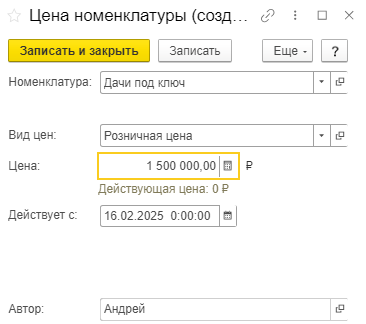 Цена номенклатуры (созд...
Записать и закрыть Записать Еще ?
Номенклатура: Дачи под ключ
Вид цен: Розничная цена
Цена: 1 500 000,00 ₽
Действующая цена: 0 ₽
Действует с: 16.02.2025 0:00:00
Автор: Андрей